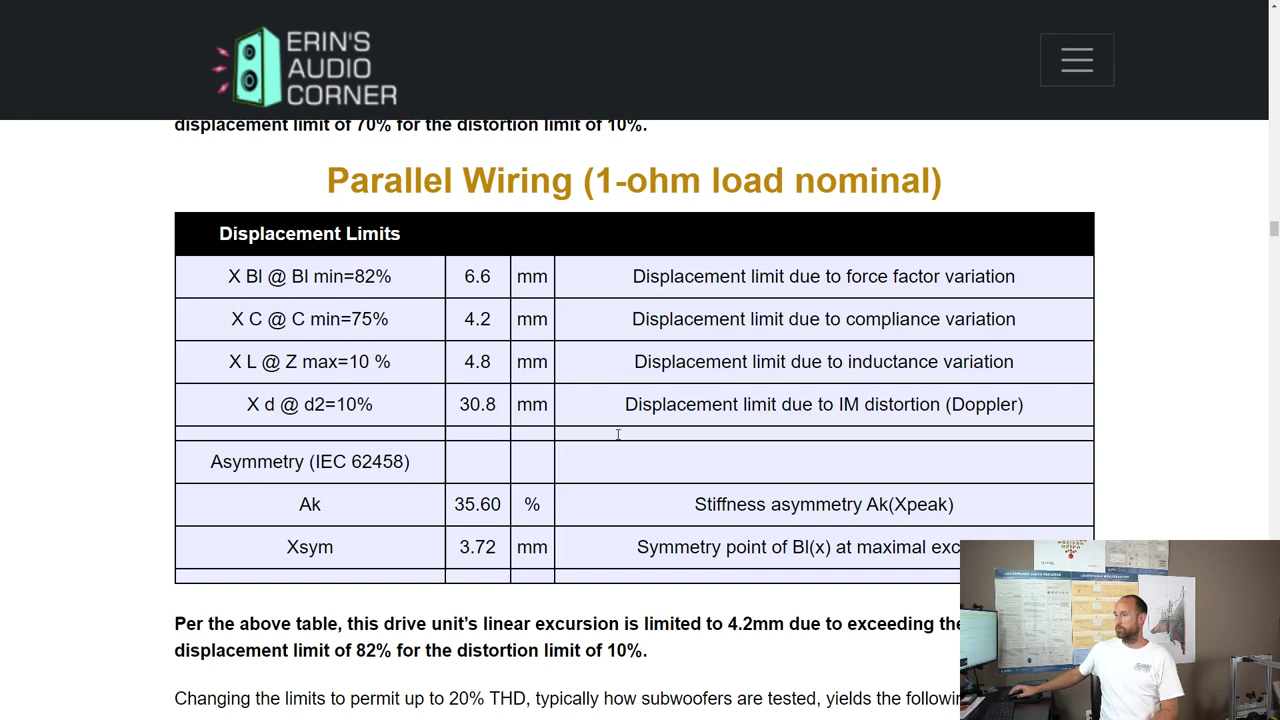 ERIN'S
AUDIO
CORNER
displacement limit of 70% for the distortion limit of 10%.
Parallel Wiring (1-ohm load nominal)
Displacement Limits
X Bl @ Bl min=82% 6.6 mm Displacement limit due to force factor variation
X C @ C min=75% 4.2 mm Displacement limit due to compliance variation
X L @ Z max=10 % 4.8 mm Displacement limit due to inductance variation
X d @ d2=10% 30.8 mm Displacement limit due to IM distortion (Doppler)
Asymmetry (IEC 62458)
Ak 35.60 % Stiffness asymmetry Ak(Xpeak)
Xsym 3.72 mm Symmetry point of Bl(x) at maximal
Per the above table, this drive unit's linear excursion is limited to 4.2mm due to exceeding the
displacement limit of 82% for the distortion limit of 10%.
Changing the limits to permit up to 20% THD, typically how subwoofers are tested, yields the